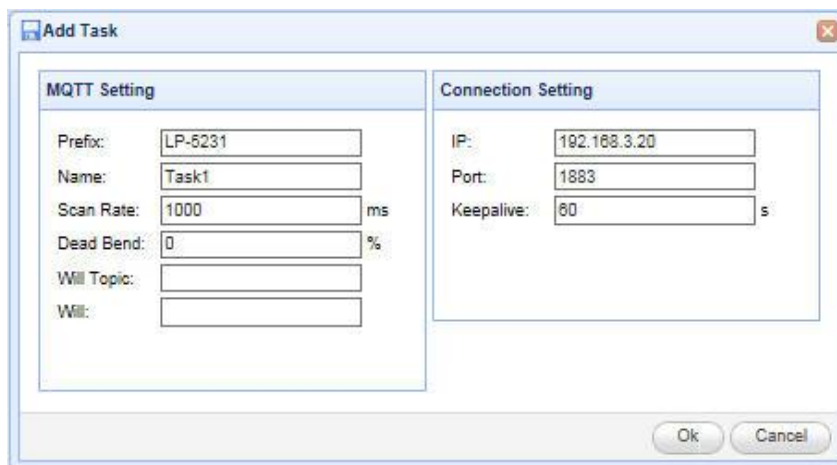 Add Task
MQTT Setting
Prefix: LP-5231
Name: Task1
Scan Rate: 1000 ms
Dead Bend: 0 %
Will Topic:
Will:
Connection Setting
IP: 192.168.3.20
Port: 1883
Keepalive: 60 s
Ok Cancel